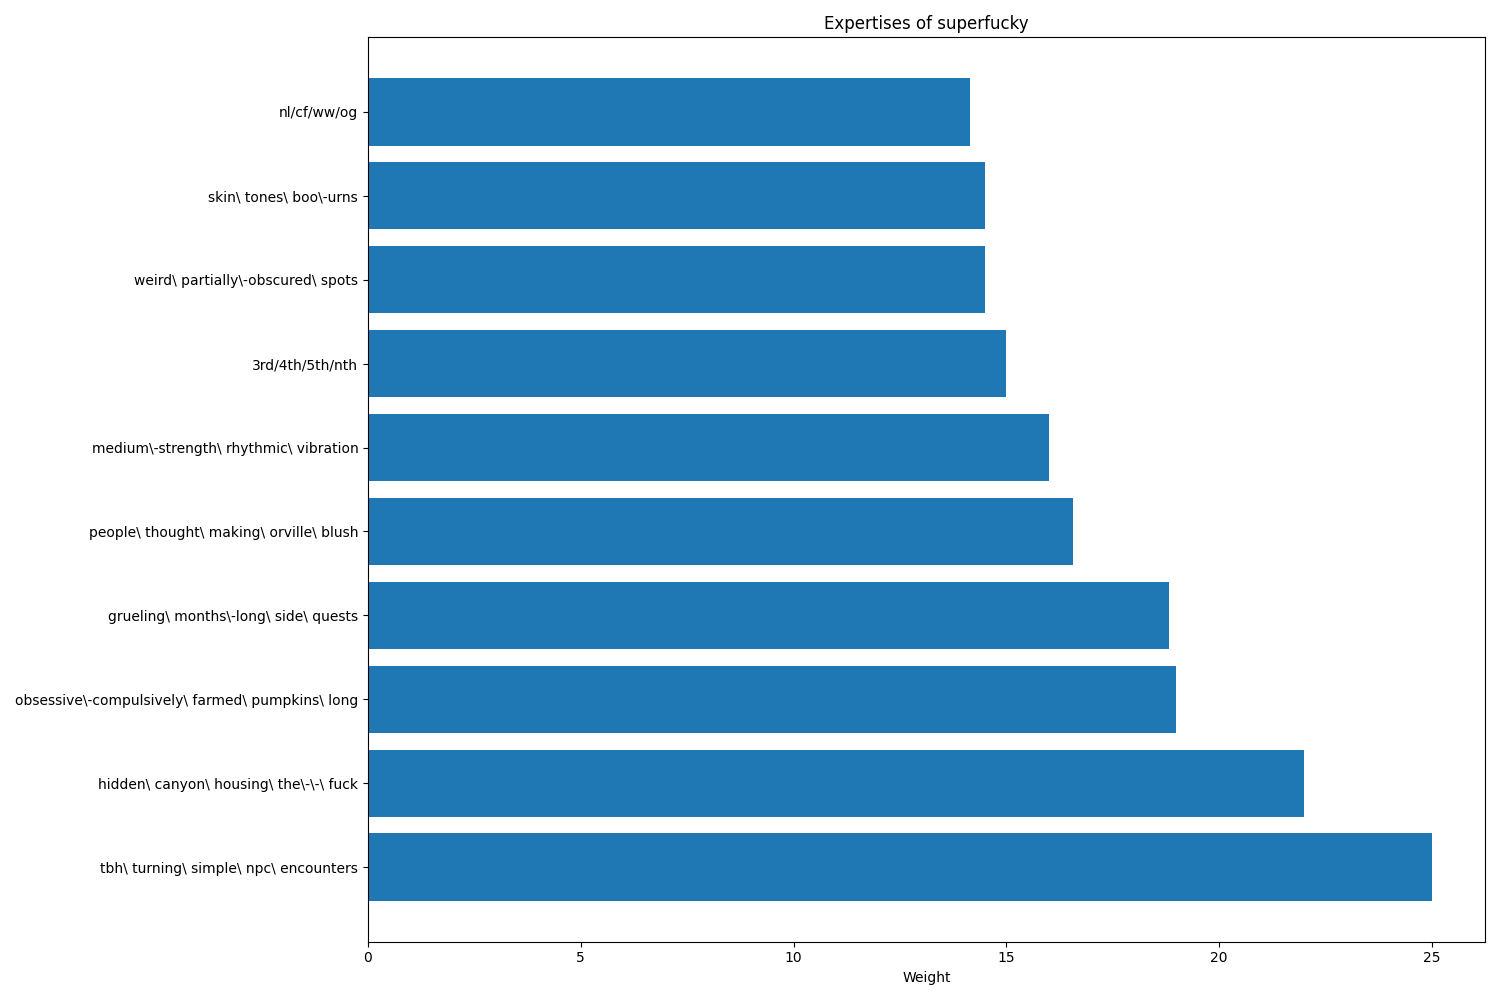 Expertises of superfucky
nl/cf/ww/og
skin\ tones\ boo\-urns
weird\ partially\-obscured\ spots
3rd/4th/5th/nth
medium\-strength\ rhythmic\ vibration
people\ thought\ making\ orville\ blush
grueling\ months\-long\ side\ quests
obsessive\-compulsively\ farmed\ pumpkins\ long
hidden\ canyon\ housing\ the\-\-\ fuck
tbh\ turning\ simple\ npc\ encounters
0 5 10 15 20 25
Weight